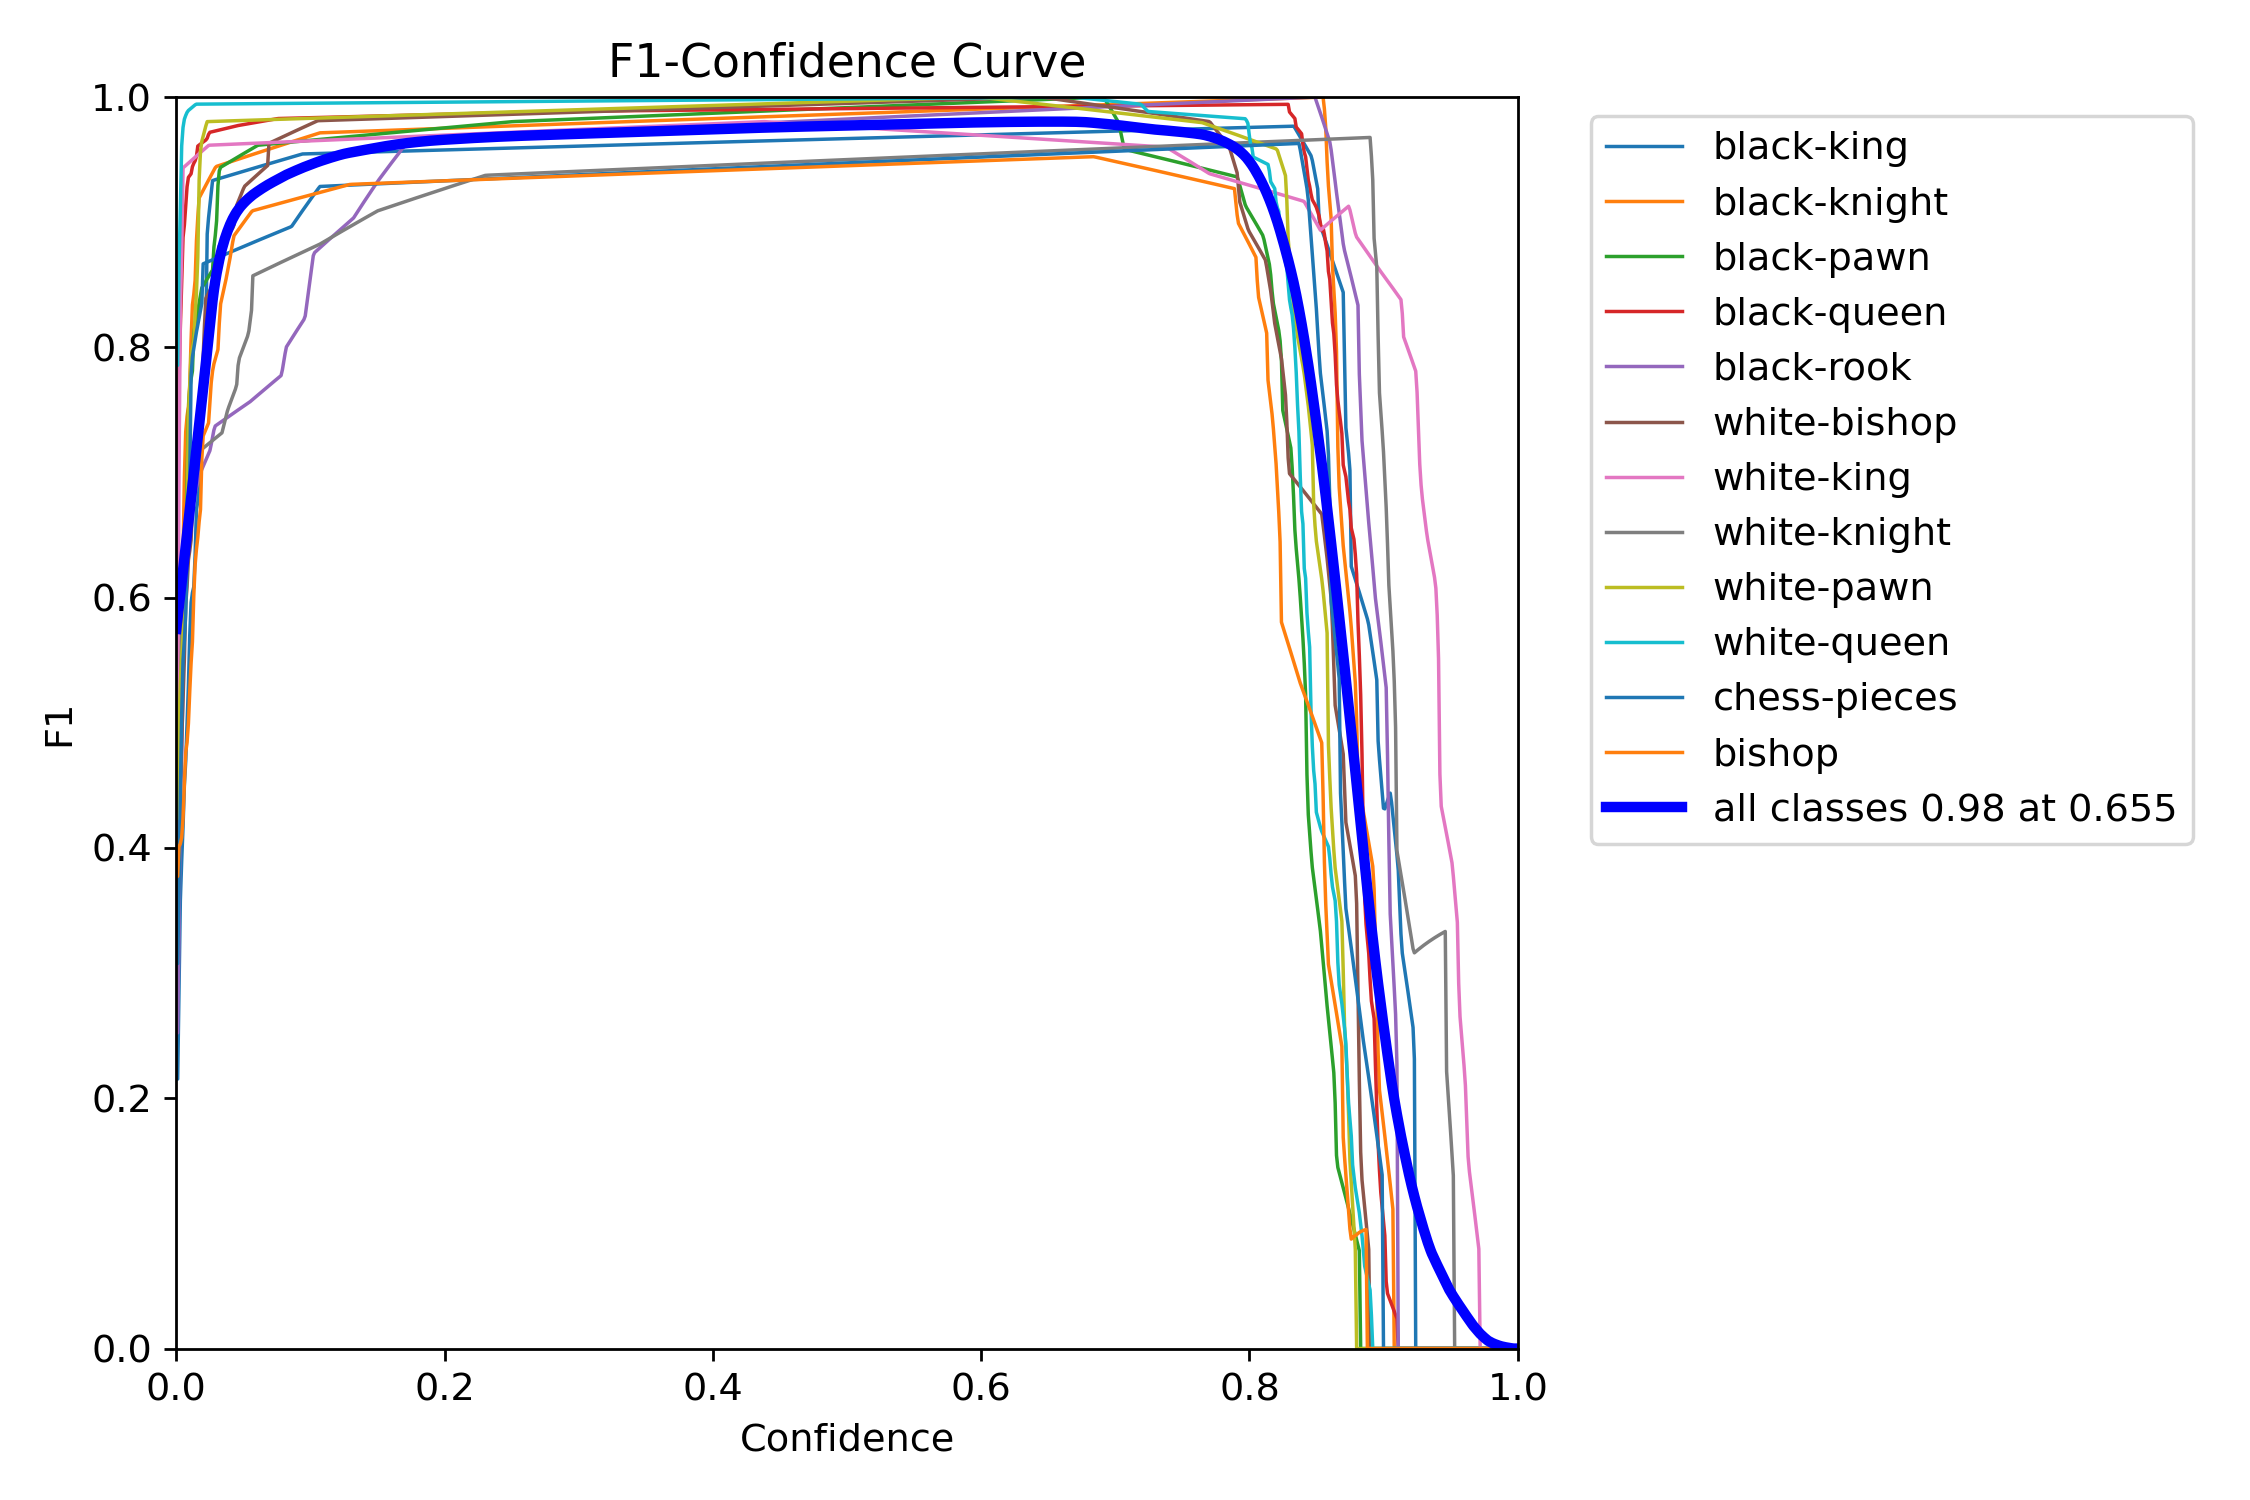 F1-Confidence Curve
1.0
0.8
0.6
0.4
0.2
0.0
F1
0.0 0.2 0.4 0.6 0.8 1.0
Confidence
black-king
black-knight
black-pawn
black-queen
black-rook
white-bishop
white-king
white-knight
white-pawn
white-queen
chess-pieces
bishop
all classes 0.98 at 0.655